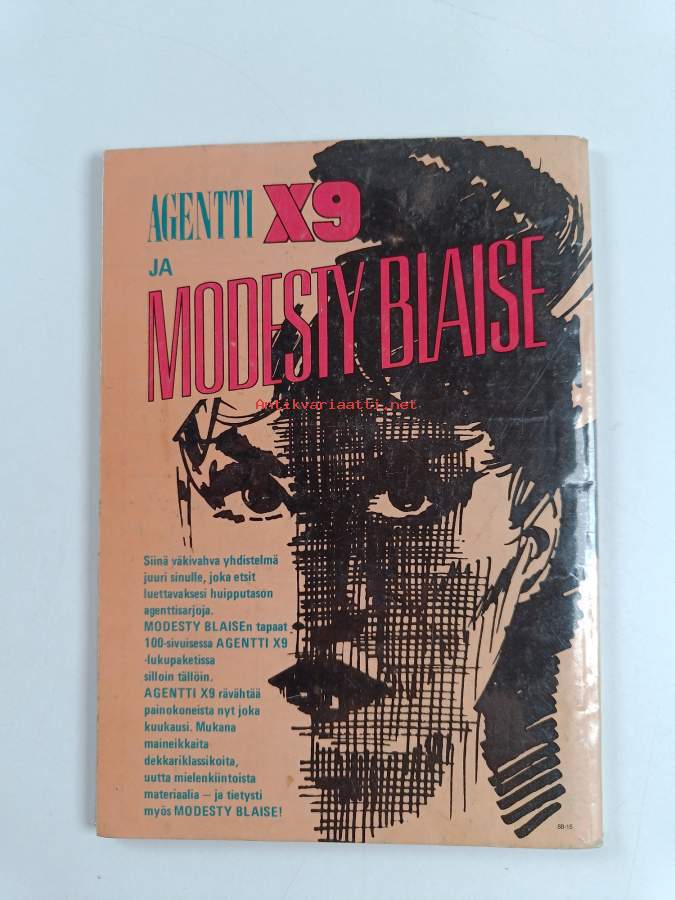 AGENTTI X9
JA
MODESTY BLAISE
Antikvariaatti.net
Siinä väkivahva yhdistelmä
juuri sinulle, joka etsit
luettavaksesi huipputason
agenttisarjoja.
MODESTY BLAISEn tapaat
100-sivuisessa AGENTTI X9
-lukupaketissa
silloin tällöin.
AGENTTI X9 rävähtää
painokoneista nyt joka
kuukausi. Mukana
maineikkaita
dekkariklassikoita,
uutta mielenkiintoista
materiaalia – ja tietysti
myös MODESTY BLAISE!
88-15